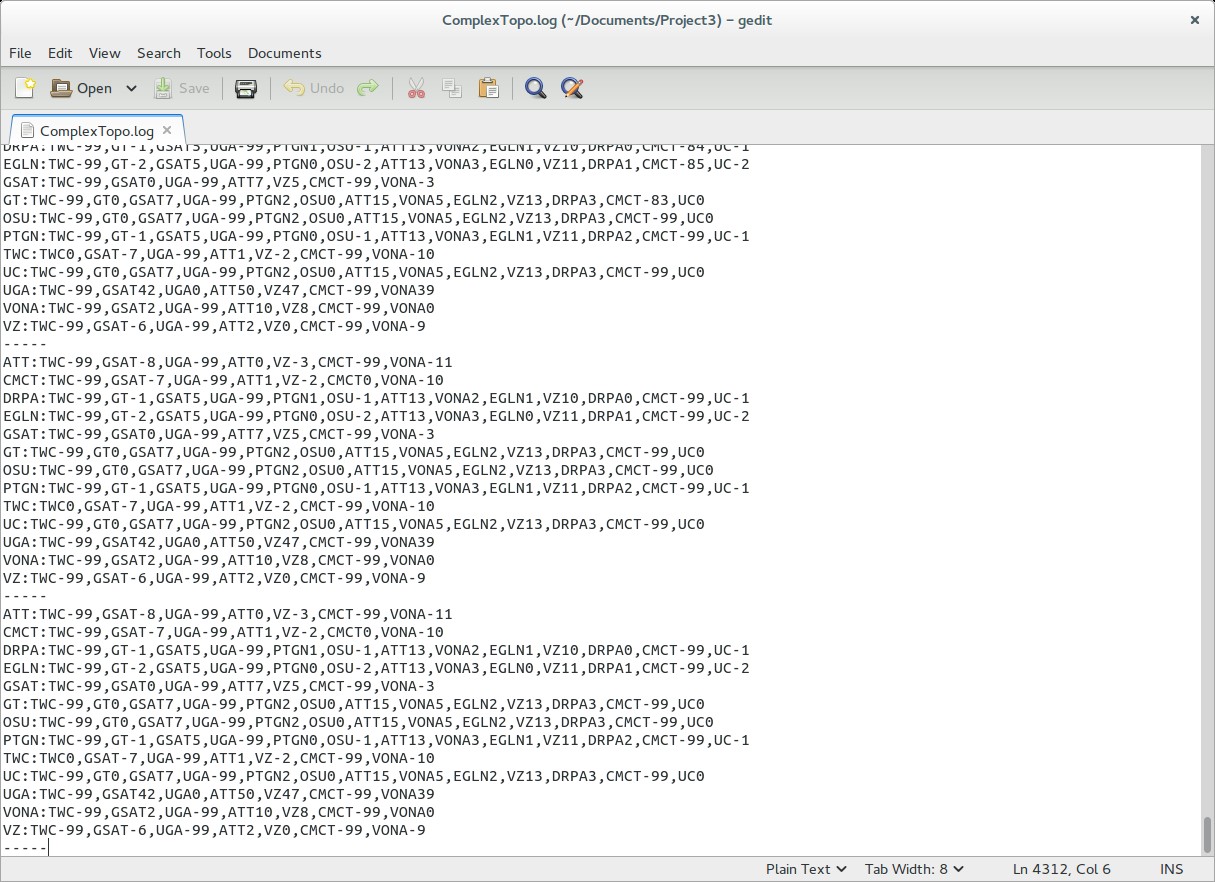 ComplexTopo.log (~/Documents/Project3) – gedit
File Edit View Search Tools Documents
Open Save Undo
ComplexTopo.log
DRPA:TWC-99,GT-1,GSAT5,UGA-99,PTGN1,OSU-1,ATT13,VONA2,EGLN1,VZ10,DRPA0,CMCT-84,UC-1
EGLN:TWC-99,GT-2,GSAT5,UGA-99,PTGN0,OSU-2,ATT13,VONA3,EGLN0,VZ11,DRPA1,CMCT-85,UC-2
GSAT:TWC-99,GSAT0,UGA-99,ATT7,VZ5,CMCT-99,VONA-3
GT:TWC-99,GT0,GSAT7,UGA-99,PTGN2,OSU0,ATT15,VONA5,EGLN2,VZ13,DRPA3,CMCT-83,UC0
OSU:TWC-99,GT0,GSAT7,UGA-99,PTGN2,OSU0,ATT15,VONA5,EGLN2,VZ13,DRPA3,CMCT-99,UC0
PTGN:TWC-99,GT-1,GSAT5,UGA-99,PTGN0,OSU-1,ATT13,VONA3,EGLN1,VZ11,DRPA2,CMCT-99,UC-1
TWC:TWC0,GSAT-7,UGA-99,ATT1,VZ-2,CMCT-99,VONA-10
UC:TWC-99,GT0,GSAT7,UGA-99,PTGN2,OSU0,ATT15,VONA5,EGLN2,VZ13,DRPA3,CMCT-99,UC0
UGA:TWC-99,GSAT42,UGA0,ATT50,VZ47,CMCT-99,VONA39
VONA:TWC-99,GSAT2,UGA-99,ATT10,VZ8,CMCT-99,VONA0
VZ:TWC-99,GSAT-6,UGA-99,ATT2,VZ0,CMCT-99,VONA-9
-----
ATT:TWC-99,GSAT-8,UGA-99,ATT0,VZ-3,CMCT-99,VONA-11
CMCT:TWC-99,GSAT-7,UGA-99,ATT1,VZ-2,CMCT0,VONA-10
DRPA:TWC-99,GT-1,GSAT5,UGA-99,PTGN1,OSU-1,ATT13,VONA2,EGLN1,VZ10,DRPA0,CMCT-99,UC-1
EGLN:TWC-99,GT-2,GSAT5,UGA-99,PTGN0,OSU-2,ATT13,VONA3,EGLN0,VZ11,DRPA1,CMCT-99,UC-2
GSAT:TWC-99,GSAT0,UGA-99,ATT7,VZ5,CMCT-99,VONA-3
GT:TWC-99,GT0,GSAT7,UGA-99,PTGN2,OSU0,ATT15,VONA5,EGLN2,VZ13,DRPA3,CMCT-99,UC0
OSU:TWC-99,GT0,GSAT7,UGA-99,PTGN2,OSU0,ATT15,VONA5,EGLN2,VZ13,DRPA3,CMCT-99,UC0
PTGN:TWC-99,GT-1,GSAT5,UGA-99,PTGN0,OSU-1,ATT13,VONA3,EGLN1,VZ11,DRPA2,CMCT-99,UC-1
TWC:TWC0,GSAT-7,UGA-99,ATT1,VZ-2,CMCT-99,VONA-10
UC:TWC-99,GT0,GSAT7,UGA-99,PTGN2,OSU0,ATT15,VONA5,EGLN2,VZ13,DRPA3,CMCT-99,UC0
UGA:TWC-99,GSAT42,UGA0,ATT50,VZ47,CMCT-99,VONA39
VONA:TWC-99,GSAT2,UGA-99,ATT10,VZ8,CMCT-99,VONA0
VZ:TWC-99,GSAT-6,UGA-99,ATT2,VZ0,CMCT-99,VONA-9
-----
ATT:TWC-99,GSAT-8,UGA-99,ATT0,VZ-3,CMCT-99,VONA-11
CMCT:TWC-99,GSAT-7,UGA-99,ATT1,VZ-2,CMCT0,VONA-10
DRPA:TWC-99,GT-1,GSAT5,UGA-99,PTGN1,OSU-1,ATT13,VONA2,EGLN1,VZ10,DRPA0,CMCT-99,UC-1
EGLN:TWC-99,GT-2,GSAT5,UGA-99,PTGN0,OSU-2,ATT13,VONA3,EGLN0,VZ11,DRPA1,CMCT-99,UC-2
GSAT:TWC-99,GSAT0,UGA-99,ATT7,VZ5,CMCT-99,VONA-3
GT:TWC-99,GT0,GSAT7,UGA-99,PTGN2,OSU0,ATT15,VONA5,EGLN2,VZ13,DRPA3,CMCT-99,UC0
OSU:TWC-99,GT0,GSAT7,UGA-99,PTGN2,OSU0,ATT15,VONA5,EGLN2,VZ13,DRPA3,CMCT-99,UC0
PTGN:TWC-99,GT-1,GSAT5,UGA-99,PTGN0,OSU-1,ATT13,VONA3,EGLN1,VZ11,DRPA2,CMCT-99,UC-1
TWC:TWC0,GSAT-7,UGA-99,ATT1,VZ-2,CMCT-99,VONA-10
UC:TWC-99,GT0,GSAT7,UGA-99,PTGN2,OSU0,ATT15,VONA5,EGLN2,VZ13,DRPA3,CMCT-99,UC0
UGA:TWC-99,GSAT42,UGA0,ATT50,VZ47,CMCT-99,VONA39
VONA:TWC-99,GSAT2,UGA-99,ATT10,VZ8,CMCT-99,VONA0
VZ:TWC-99,GSAT-6,UGA-99,ATT2,VZ0,CMCT-99,VONA-9
-----
Plain Text Tab Width: 8 Ln 4312, Col 6 INS